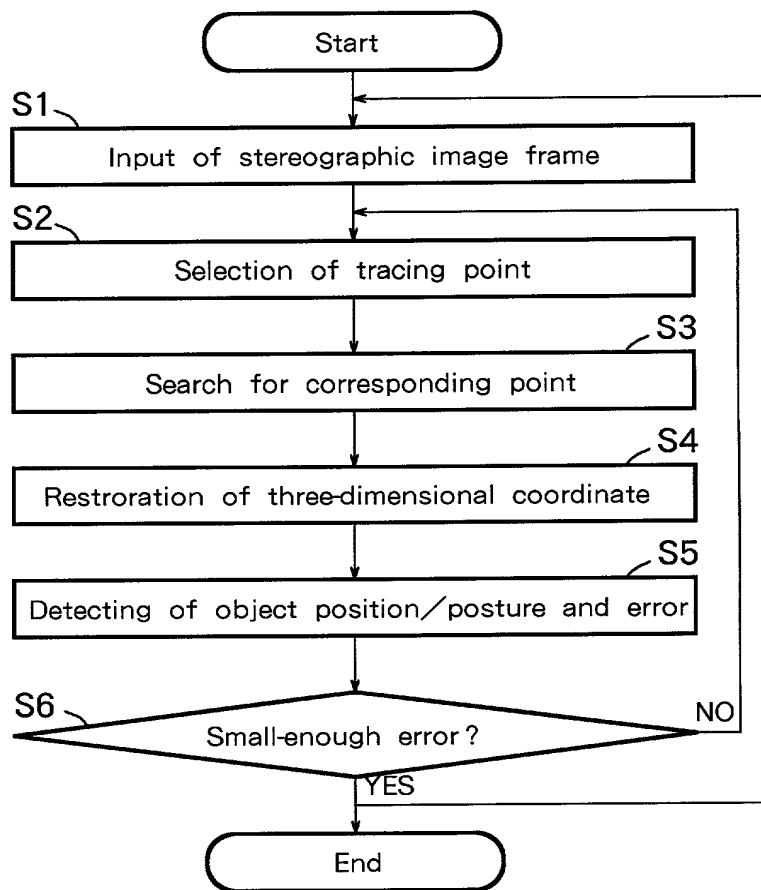 Start
S1
Input of stereographic image frame
S2
Selection of tracing point
S3
Search for corresponding point
S4
Restroration of three-dimensional coordinate
S5
Detecting of object position/posture and error
S6
Small-enough error?
NO
YES
End